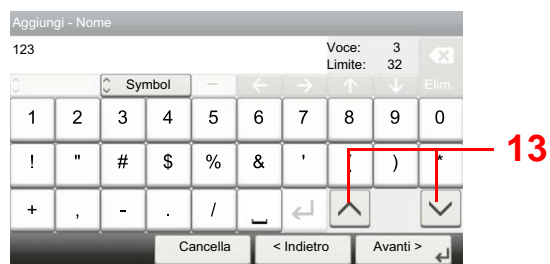 Aggiungi - Nome
123 Voce: 3
Limite: 32
Symbol Elim.
1 2 3 4 5 6 7 8 9 0
! " # $ % & ' ( ) *
+ , - . /
Cancella < Indietro Avanti >
13